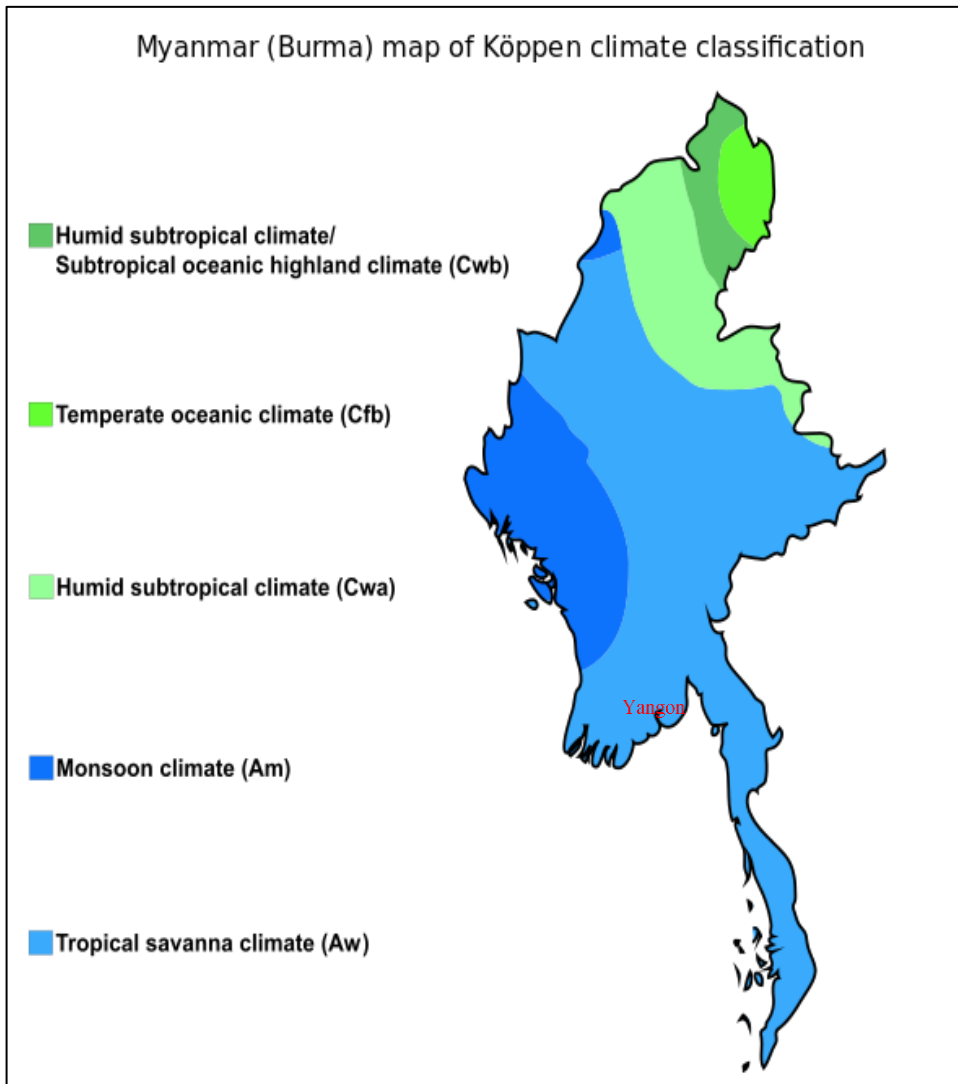 Myanmar (Burma) map of Köppen climate classification
Humid subtropical climate/
Subtropical oceanic highland climate (Cwb)
Temperate oceanic climate (Cfb)
Humid subtropical climate (Cwa)
Yangon
Monsoon climate (Am)
Tropical savanna climate (Aw)